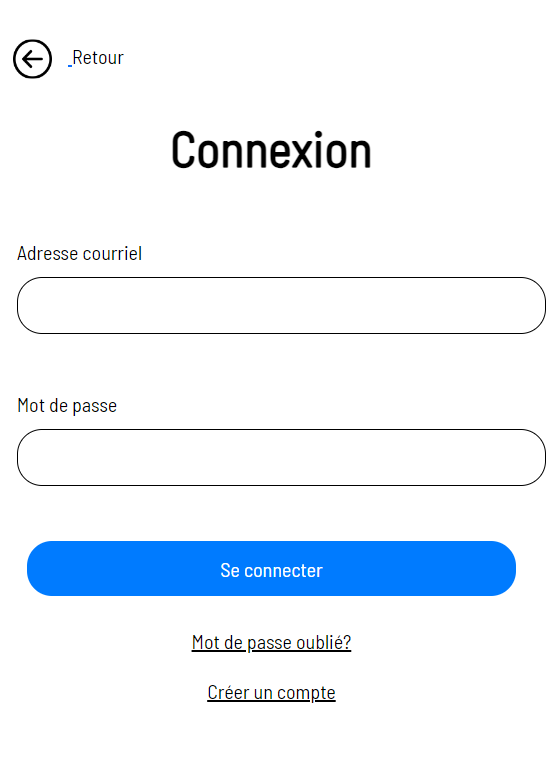 Retour
Connexion
Adresse courriel
Mot de passe
Se connecter
Mot de passe oublié?
Créer un compte